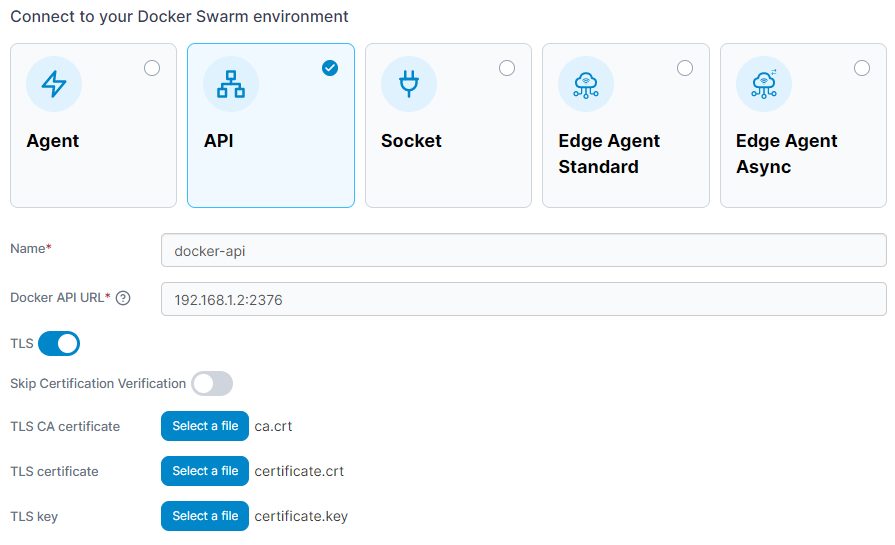 Connect to your Docker Swarm environment
Agent
API
Socket
Edge Agent
Standard
Edge Agent
Async
Name*
docker-api
Docker API URL*
192.168.1.2:2376
TLS
Skip Certification Verification
TLS CA certificate
Select a file
ca.crt
TLS certificate
Select a file
certificate.crt
TLS key
Select a file
certificate.key